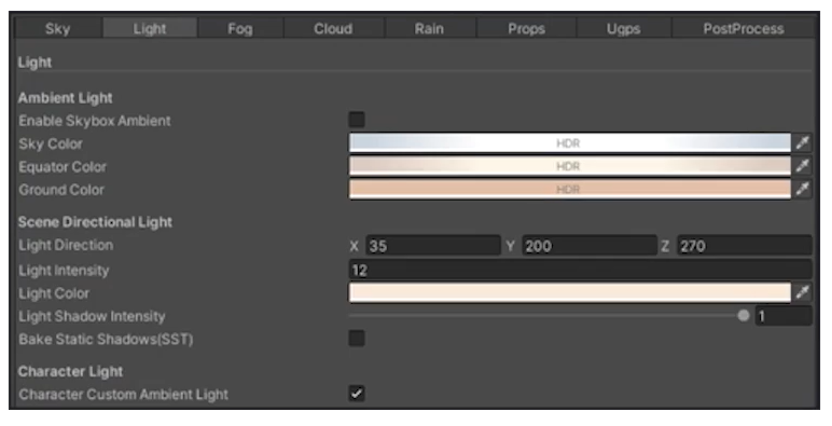 Sky Light Fog Cloud Rain Props Ugps PostProcess
Light
Ambient Light
Enable Skybox Ambient
Sky Color HDR
Equator Color HDR
Ground Color HDR
Scene Directional Light
Light Direction X 35 Y 200 Z 270
Light Intensity 12
Light Color
Light Shadow Intensity 1
Bake Static Shadows(SST)
Character Light
Character Custom Ambient Light